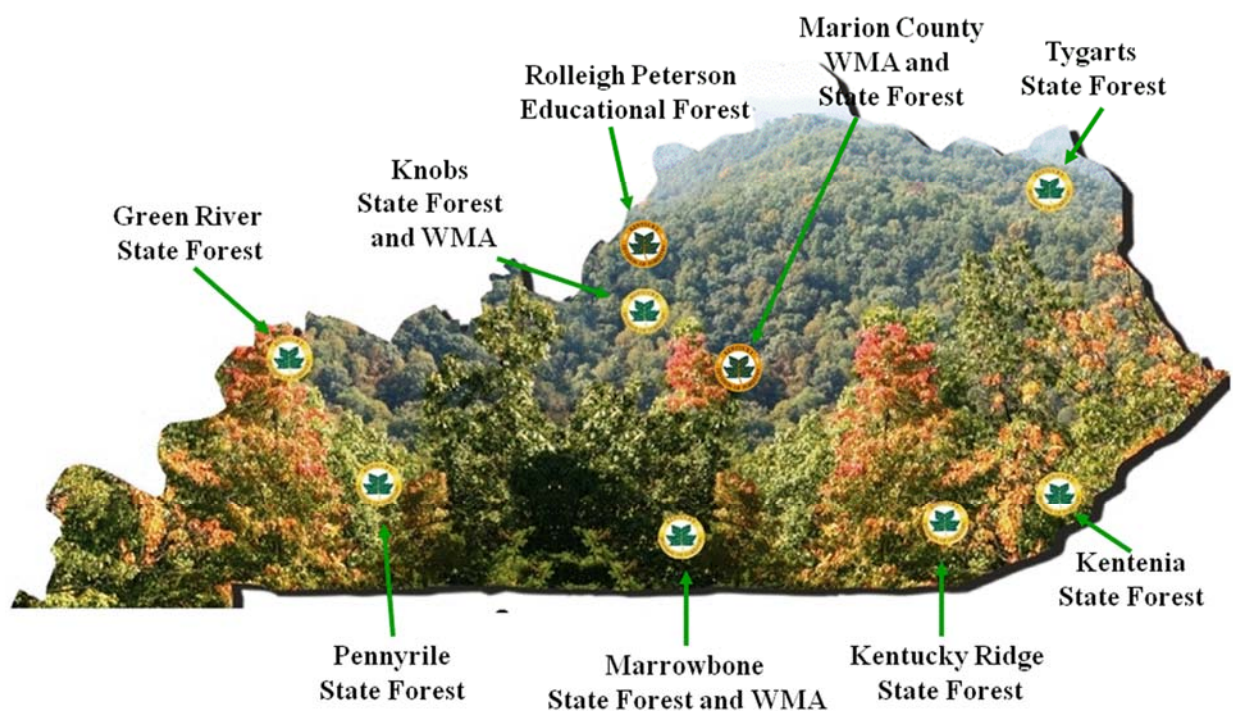 Marion County
WMA and
State Forest
Tygarts
State Forest
Rolleigh Peterson
Educational Forest
Knobs
State Forest
and WMA
Green River
State Forest
Kentenia
State Forest
Pennyrile
State Forest
Marrowbone
State Forest and WMA
Kentucky Ridge
State Forest